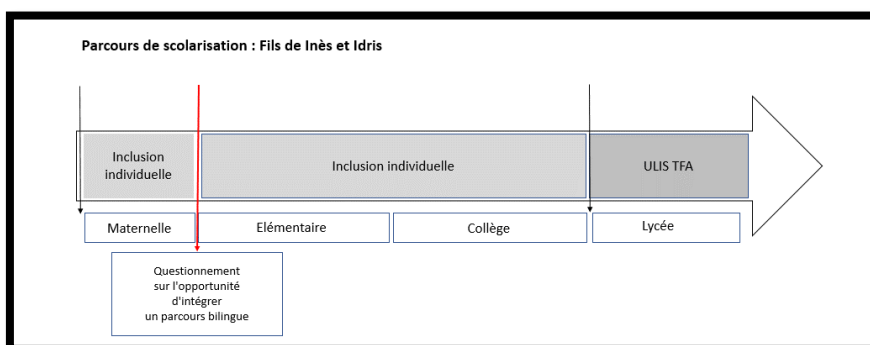 Parcours de scolarisation : Fils de Inès et Idris
Inclusion
individuelle
Inclusion individuelle
ULIS TFA
Maternelle
Elémentaire
Collège
Lycée
Questionnement
sur l'opportunité
d'intégrer
un parcours bilingue